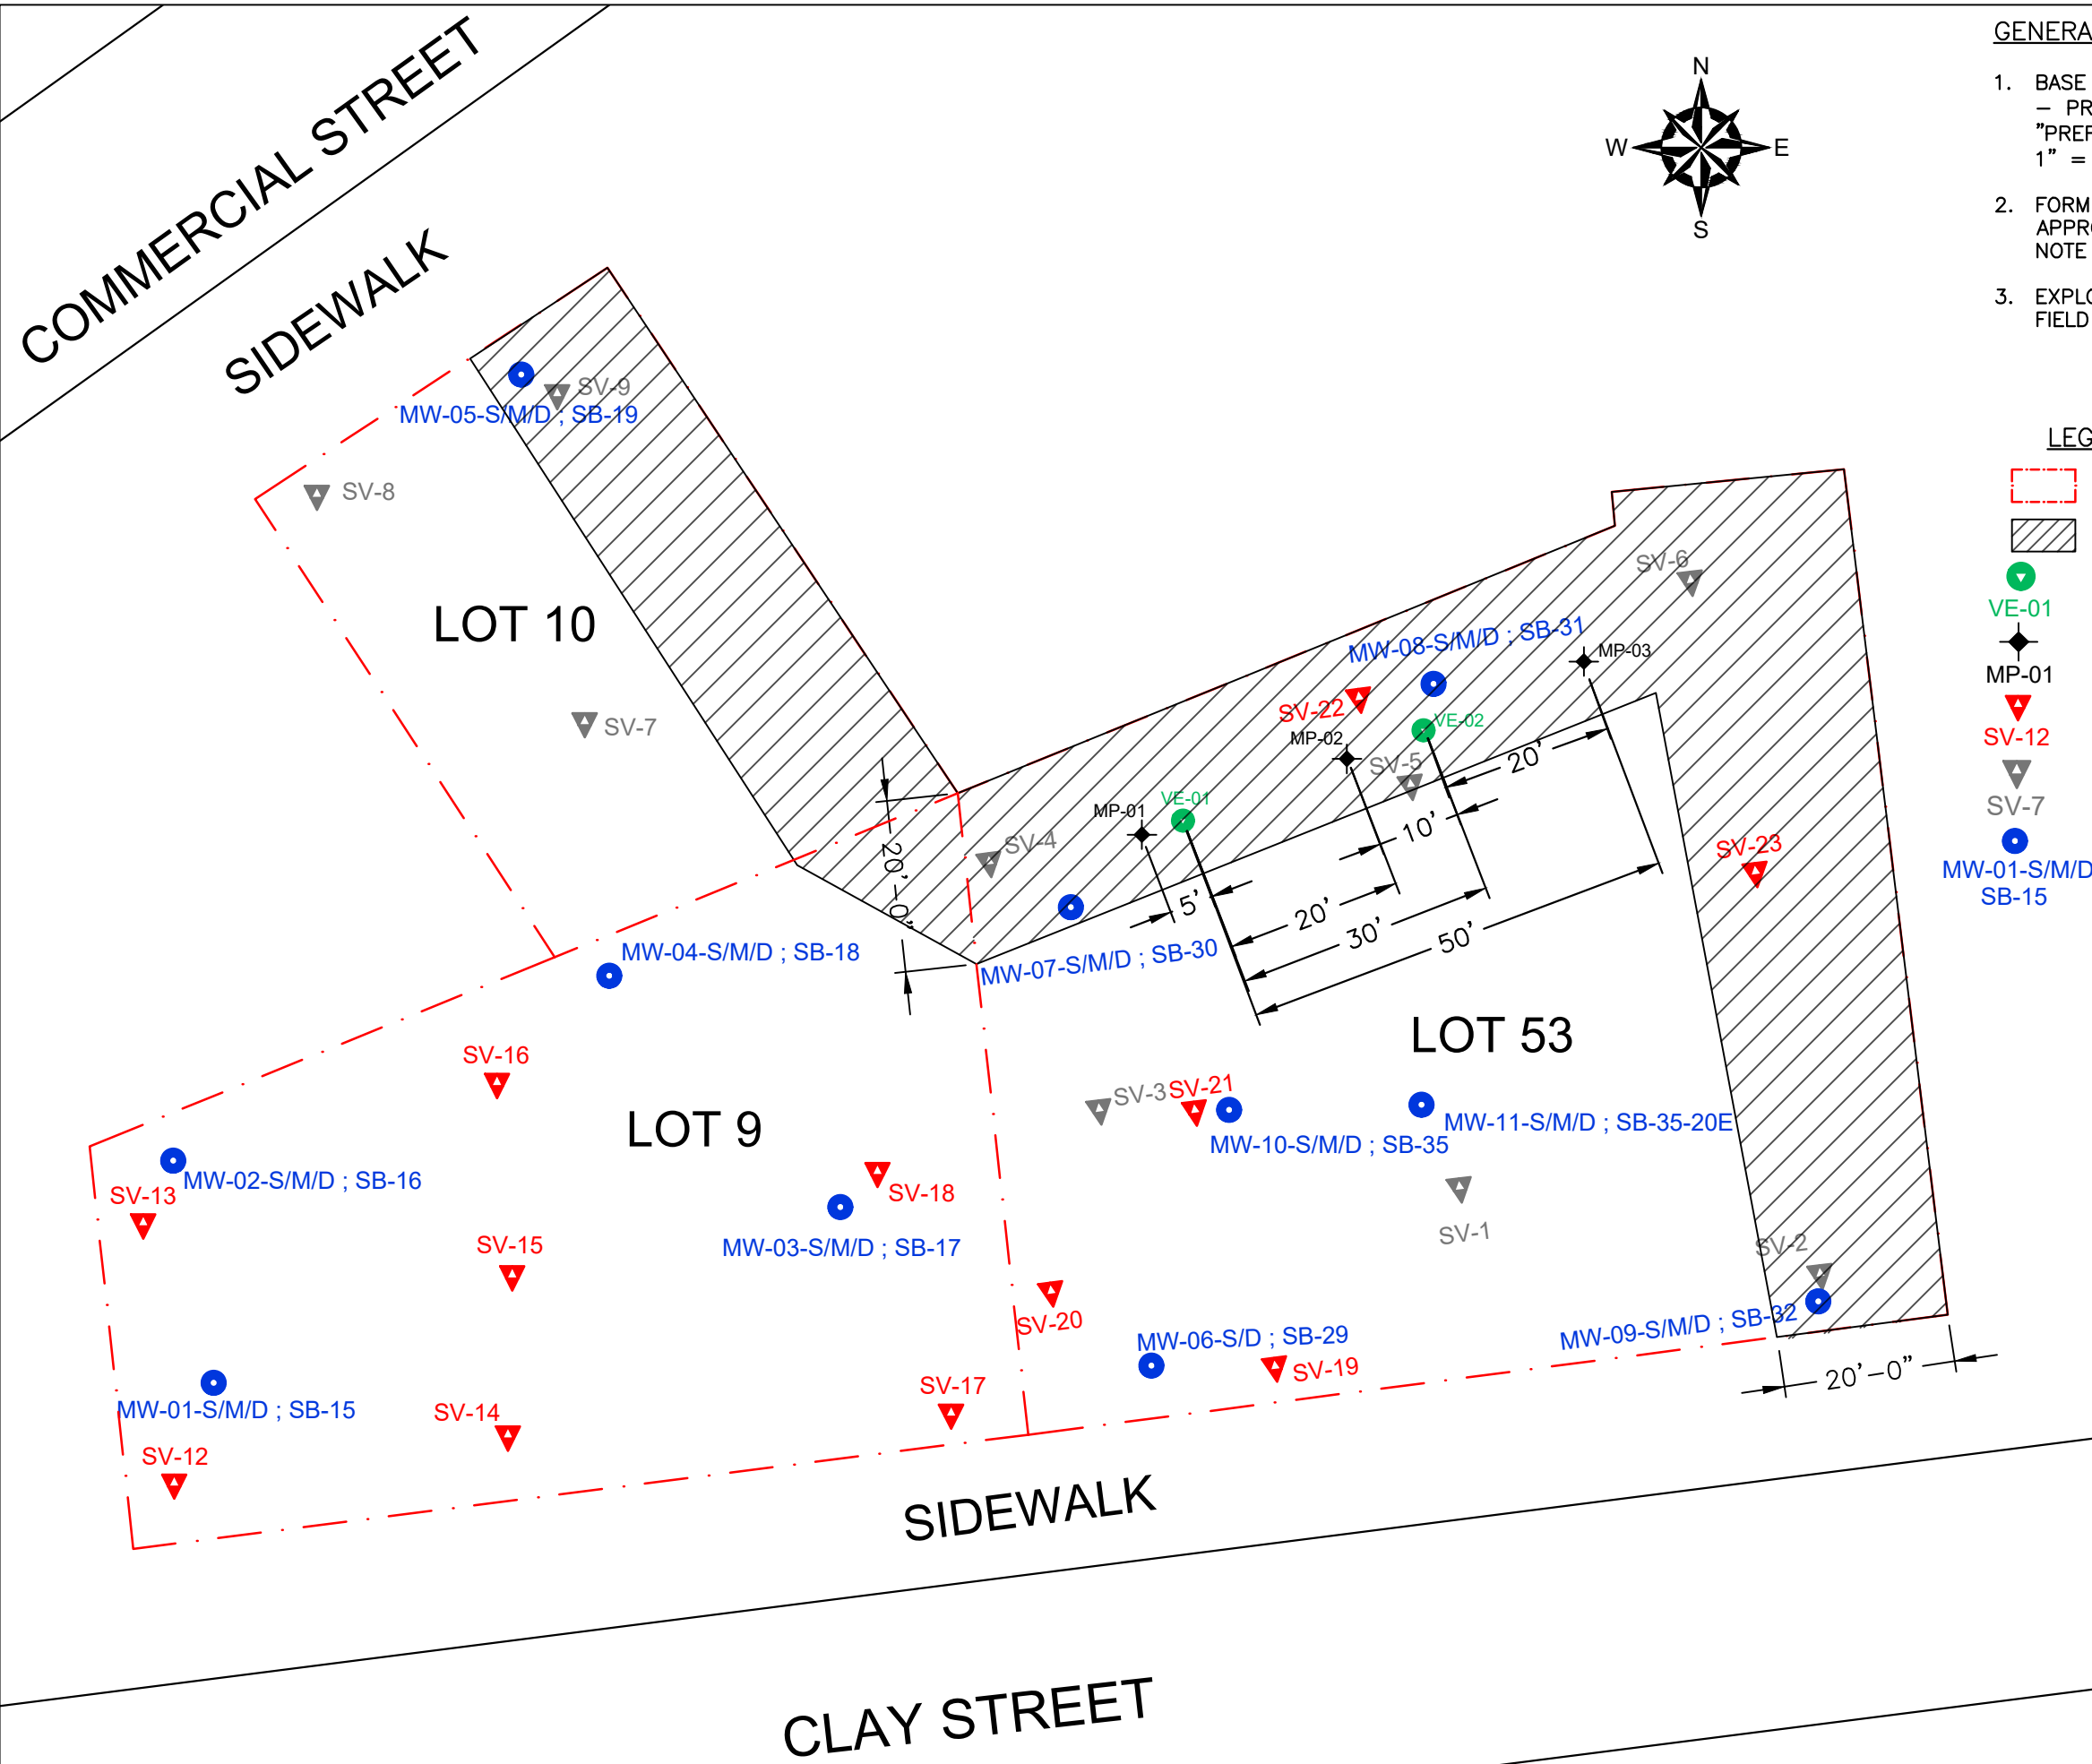 COMMERCIAL STREET
SIDEWALK
N
W
E
S
GENERA
1. BASE
– PR
"PREF
1" =
2. FORM
APPRO
NOTE
3. EXPLO
FIELD
LEG
VE-01
MP-01
SV-12
SV-7
MW-01-S/M/D
SB-15
SV-9
MW-05-S/M/D ; SB-19
SV-8
LOT 10
SV-7
SV-6
MW-08-S/M/D ; SB-31
MP-03
SV-22
VE-02
MP-02
SV-5
20'
VE-01
MP-01
10'
SV-4
20'-0"
SV-23
5'
20'
30'
50'
MW-04-S/M/D ; SB-18
MW-07-S/M/D ; SB-30
LOT 53
SV-16
LOT 9
SV-3
SV-21
MW-10-S/M/D ; SB-35
MW-11-S/M/D ; SB-35-20E
MW-02-S/M/D ; SB-16
SV-13
SV-18
SV-15
MW-03-S/M/D ; SB-17
SV-1
SV-2
SV-20
MW-06-S/D ; SB-29
MW-09-S/M/D ; SB-32
SV-19
20'-0"
SV-17
MW-01-S/M/D ; SB-15
SV-14
SV-12
SIDEWALK
CLAY STREET